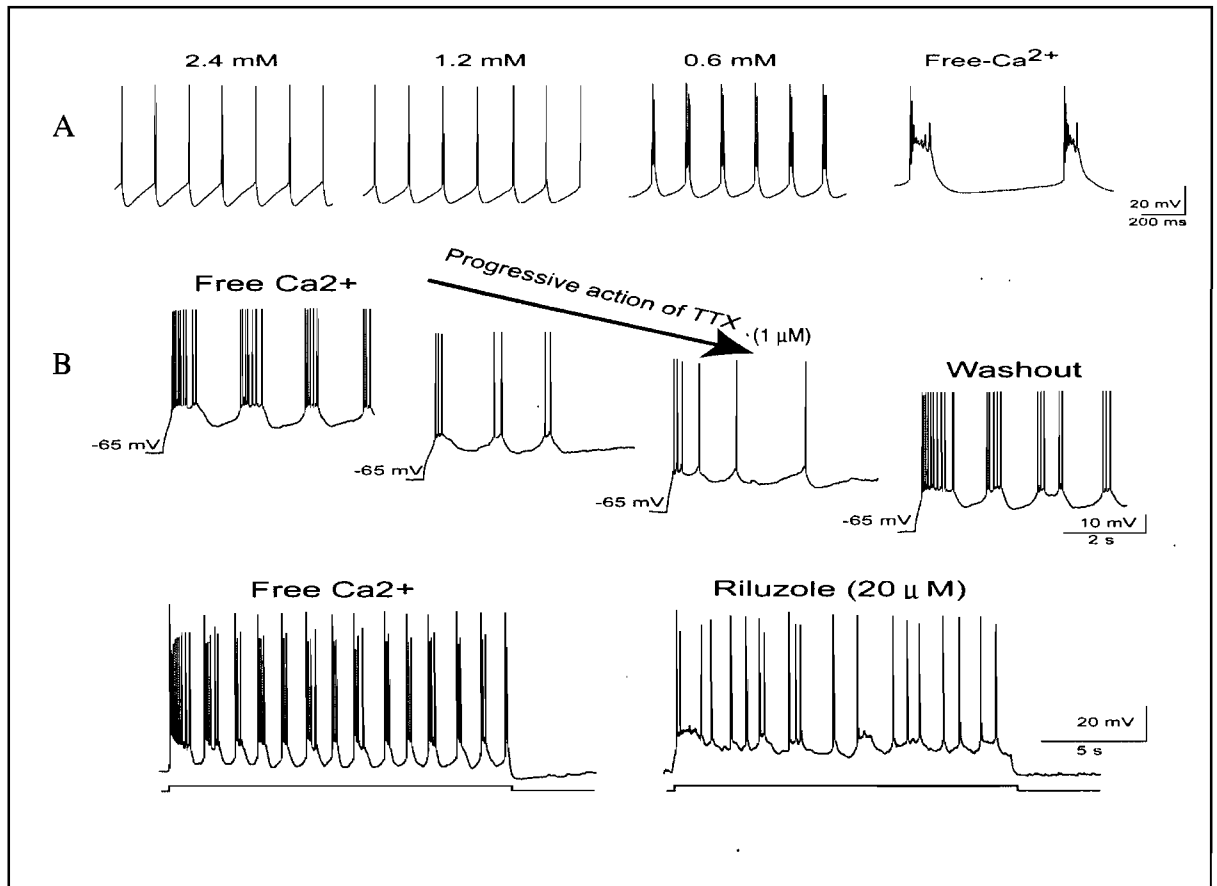 2.4 mM 1.2 mM 0.6 mM Free-Ca2+
A
20 mV
200 ms
Free Ca2+
Progressive action of TTX (1 µM)
B
Washout
-65 mV
-65 mV
-65 mV
-65 mV
10 mV
2 s
Free Ca2+ Riluzole (20 µ M)
20 mV
5 s